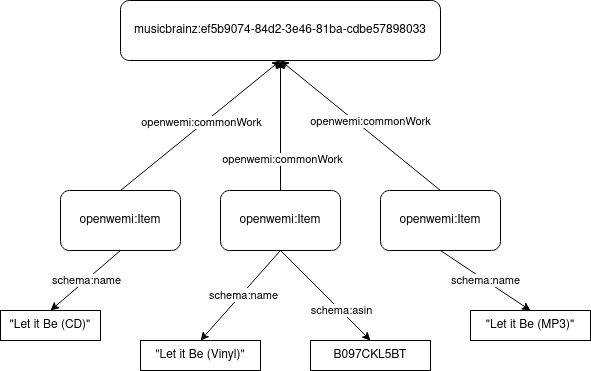 musicbrainz:ef5b9074-84d2-3e46-81ba-cdbe57898033
openwemi:commonWork
openwemi:commonWork
openwemi:commonWork
openwemi:Item
openwemi:Item
openwemi:Item
schema:name
schema:name
schema:asin
schema:name
"Let it Be (CD)"
"Let it Be (Vinyl)"
B097CKL5BT
"Let it Be (MP3)"